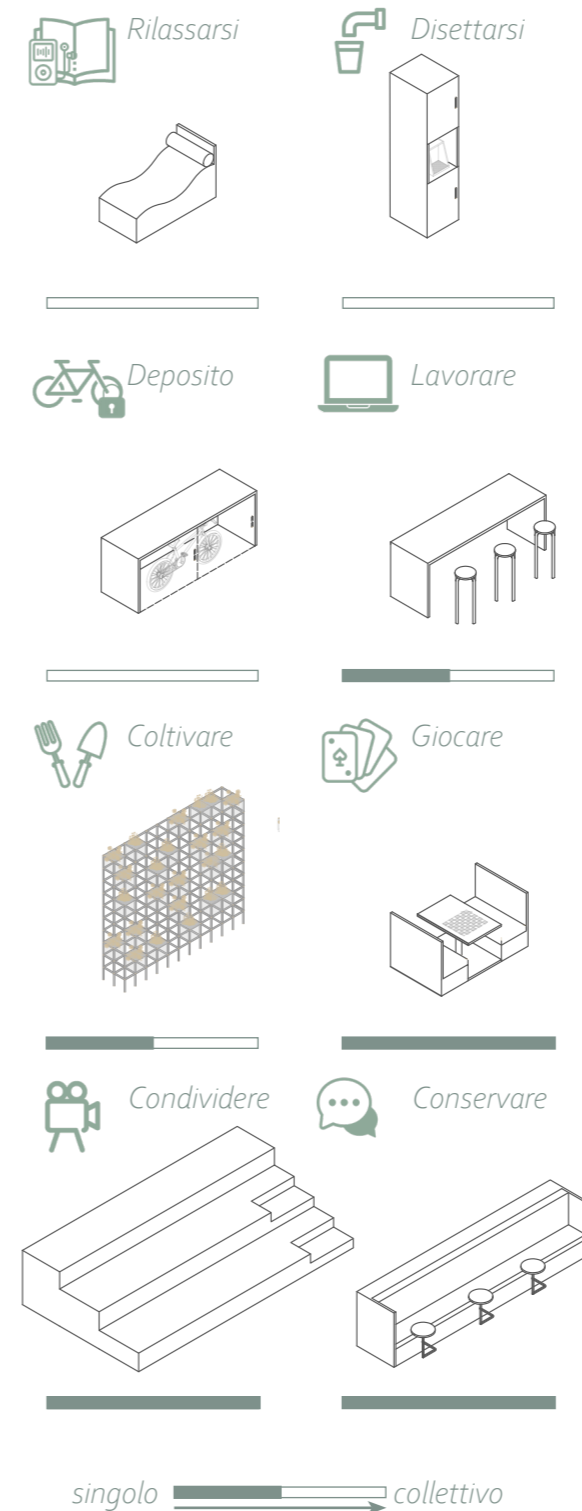 Rilassarsi
Disettarsi
Deposito
Lavorare
Coltivare
Giocare
Condividere
Conservare
singolo
collettivo